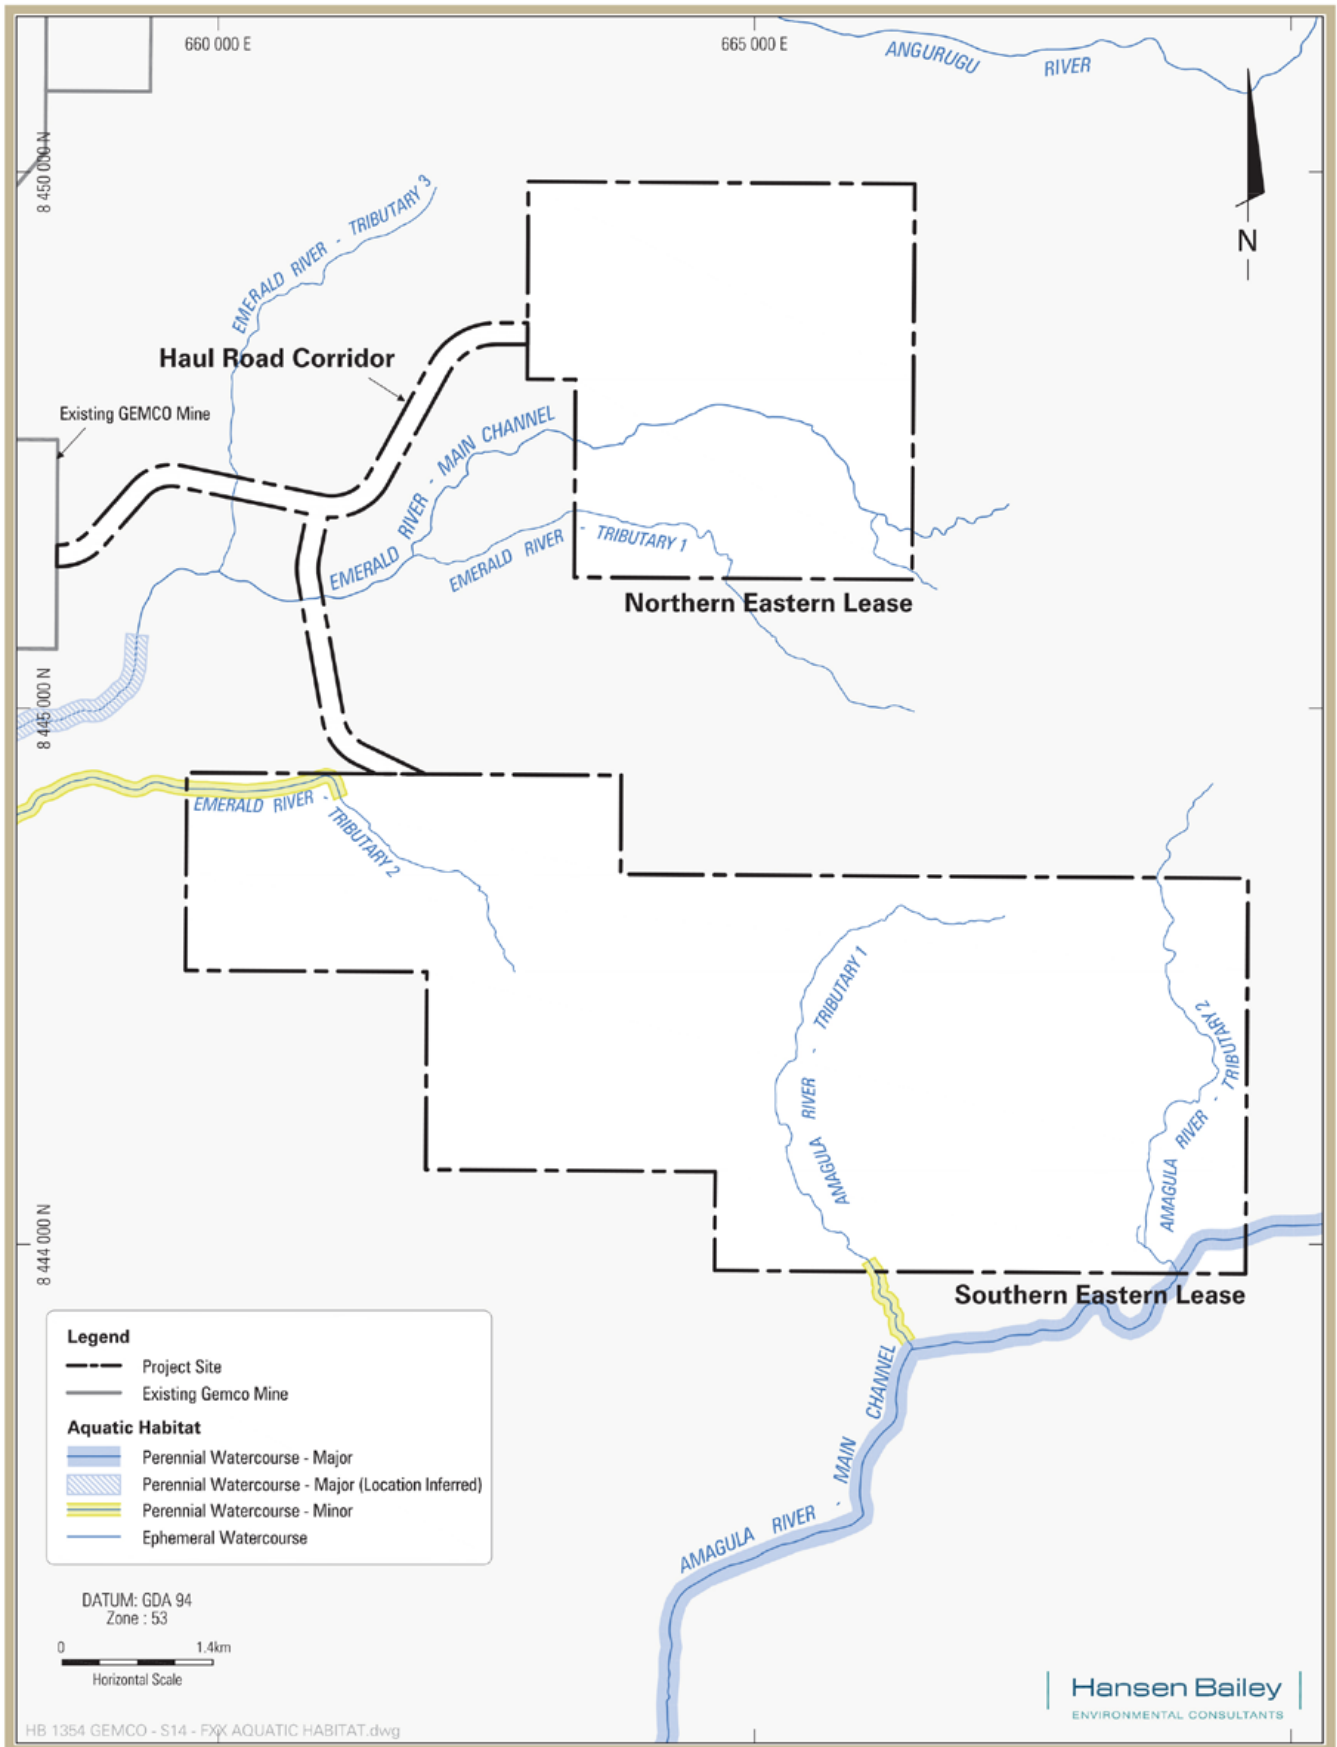 660 000 E
665 000 E
ANGURUGU RIVER
8 450 000 N
N
EMERALD RIVER - TRIBUTARY 3
Haul Road Corridor
Existing GEMCO Mine
EMERALD RIVER - MAIN CHANNEL
EMERALD RIVER - TRIBUTARY 1
Northern Eastern Lease
8 445 000 N
EMERALD RIVER - TRIBUTARY 2
AMAGULA RIVER - TRIBUTARY 1
AMAGULA RIVER - TRIBUTARY 2
8 444 000 N
Southern Eastern Lease
AMAGULA RIVER - MAIN CHANNEL
Legend
Project Site
Existing Gemco Mine
Aquatic Habitat
Perennial Watercourse - Major
Perennial Watercourse - Major (Location Inferred)
Perennial Watercourse - Minor
Ephemeral Watercourse
DATUM: GDA 94
Zone : 53
0 1.4km
Horizontal Scale
Hansen Bailey
ENVIRONMENTAL CONSULTANTS
HB 1354 GEMCO - S14 - FXX AQUATIC HABITAT.dwg